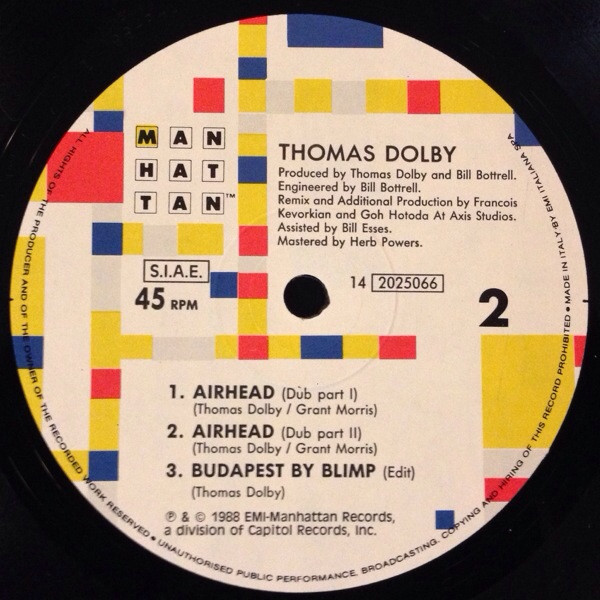 MAN
HAT
TAN™
THOMAS DOLBY
Produced by Thomas Dolby and Bill Bottrell.
Engineered by Bill Bottrell.
Remix and Additional Production by Francois
Kevorkian and Goh Hotoda At Axis Studios.
Assisted by Bill Esses.
Mastered by Herb Powers.
S.I.A.E.
45 RPM
14 2025066
2
1. AIRHEAD (Dub part I)
(Thomas Dolby / Grant Morris)
2. AIRHEAD (Dub part II)
(Thomas Dolby / Grant Morris)
3. BUDAPEST BY BLIMP (Edit)
(Thomas Dolby)
℗ & © 1988 EMI-Manhattan Records,
a division of Capitol Records, Inc.
ALL RIGHTS OF THE PRODUCER AND OF THE OWNER OF THE RECORDED WORK RESERVED • UNAUTHORISED PUBLIC PERFORMANCE, BROADCASTING, COPYING AND HIRING OF THIS RECORD PROHIBITED • MADE IN ITALY·BY EMI ITALIANA SPA